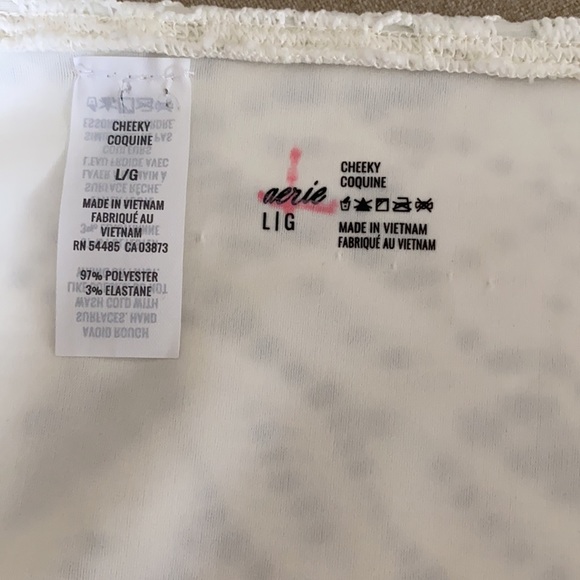 CHEEKY
COQUINE
L/G
MADE IN VIETNAM
FABRIQUÉ AU
VIETNAM
RN 54485 CA 03873
97% POLYESTER
3% ELASTANE
aerie
L|G
CHEEKY
COQUINE
MADE IN VIETNAM
FABRIQUÉ AU VIETNAM